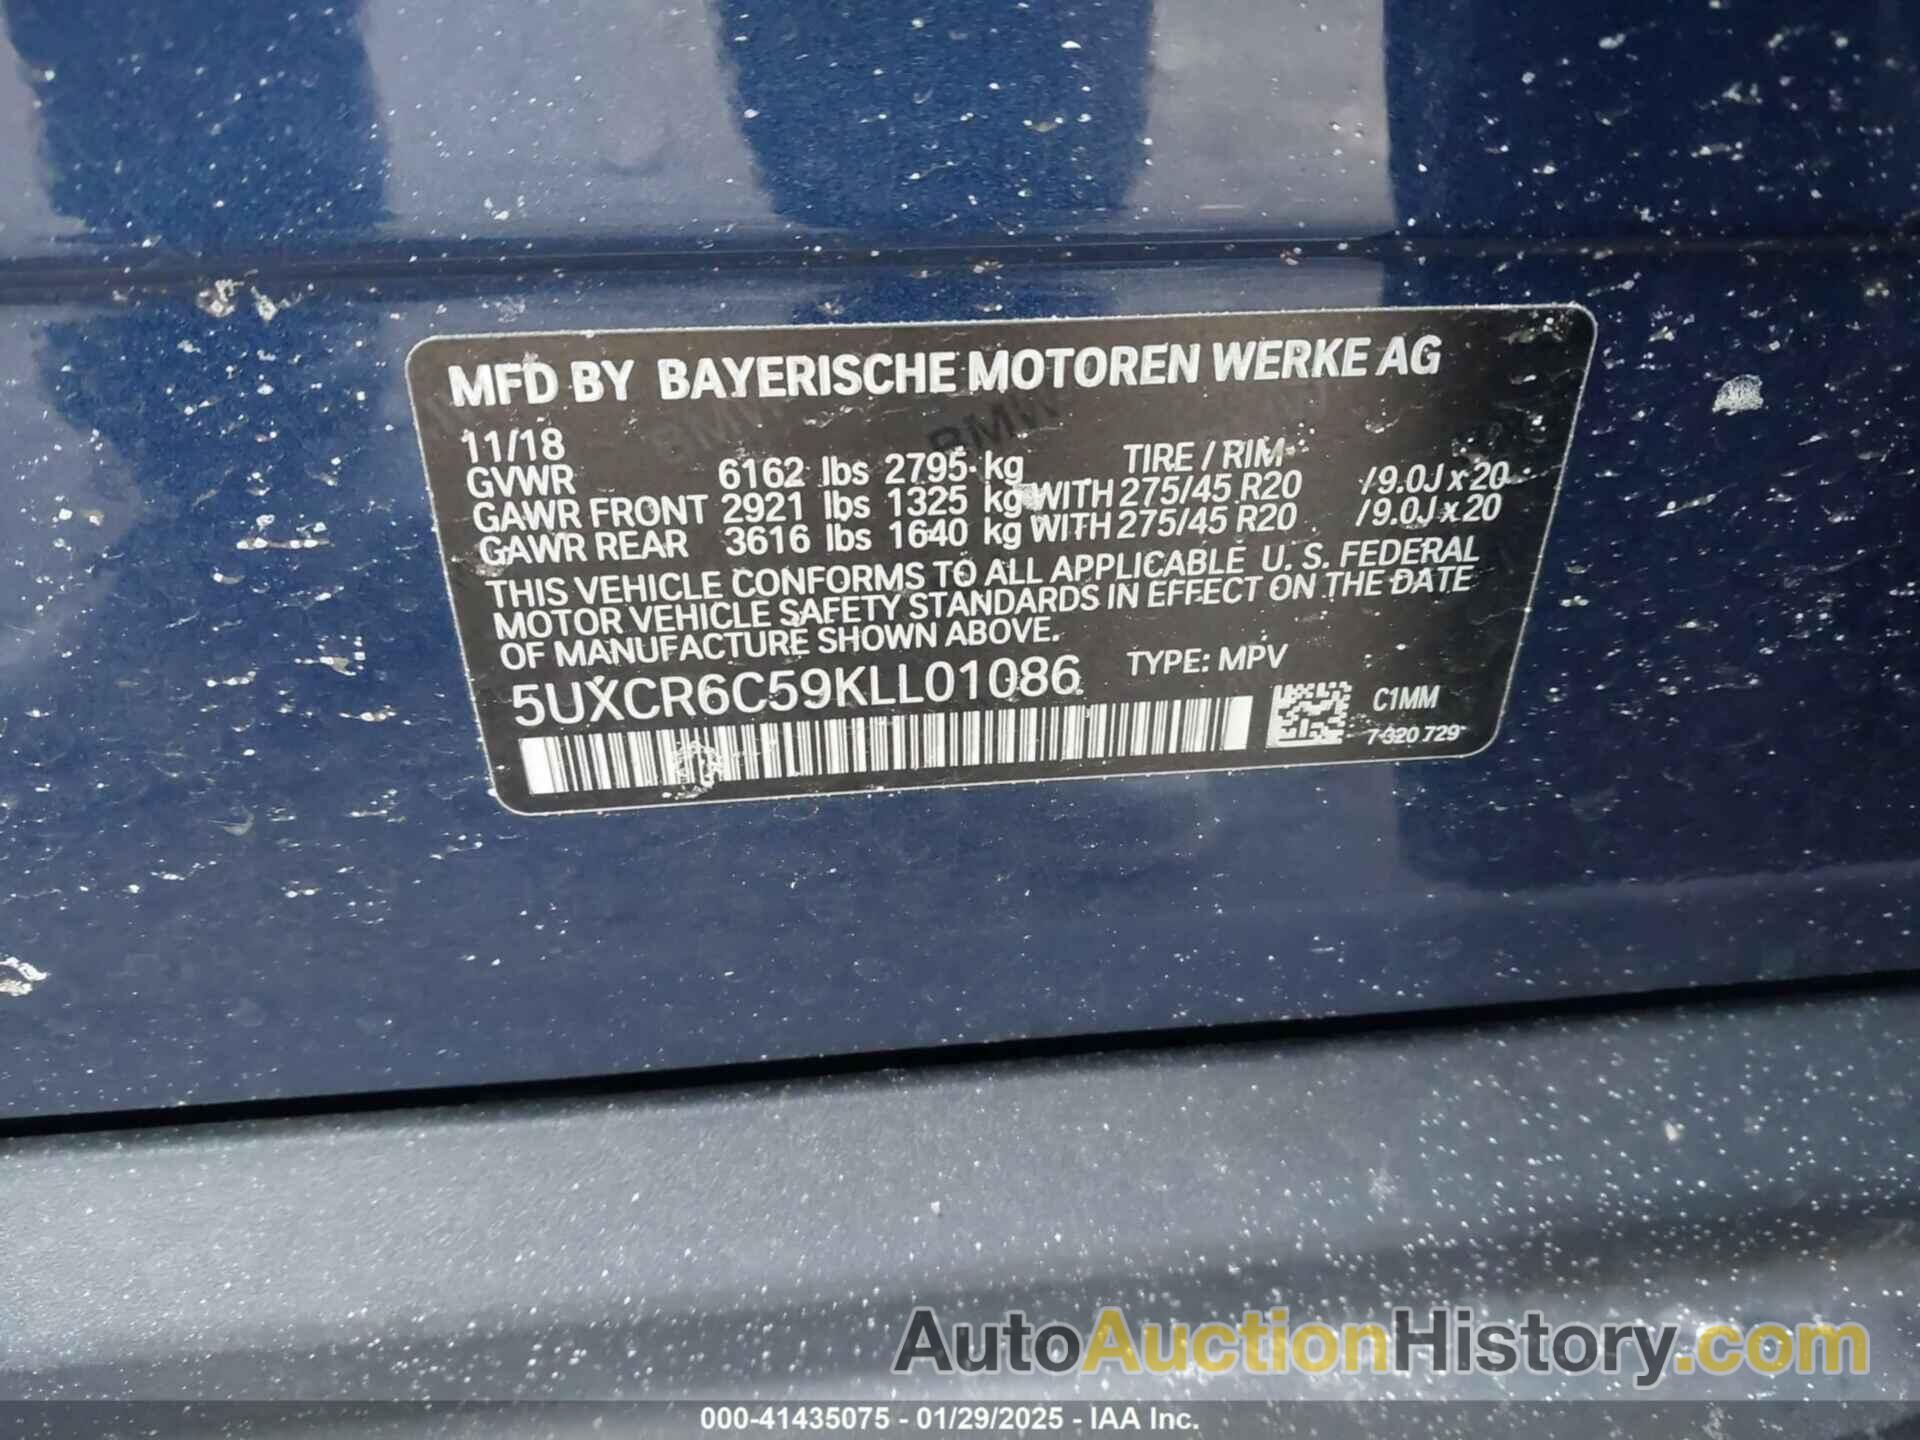 MFD BY BAYERISCHE MOTOREN WERKE AG
BMW BMW
11/18 TIRE / RIM
GVWR 6162 lbs 2795 kg
GAWR FRONT 2921 lbs 1325 kg WITH 275/45 R20 /9.0J x 20
GAWR REAR 3616 lbs 1640 kg WITH 275/45 R20 /9.0J x 20
THIS VEHICLE CONFORMS TO ALL APPLICABLE U. S. FEDERAL
MOTOR VEHICLE SAFETY STANDARDS IN EFFECT ON THE DATE
OF MANUFACTURE SHOWN ABOVE.
5UXCR6C59KLL01086 TYPE: MPV
C1MM
7 320 729
AutoAuctionHistory.com
000-41435075 - 01/29/2025 - IAA Inc.